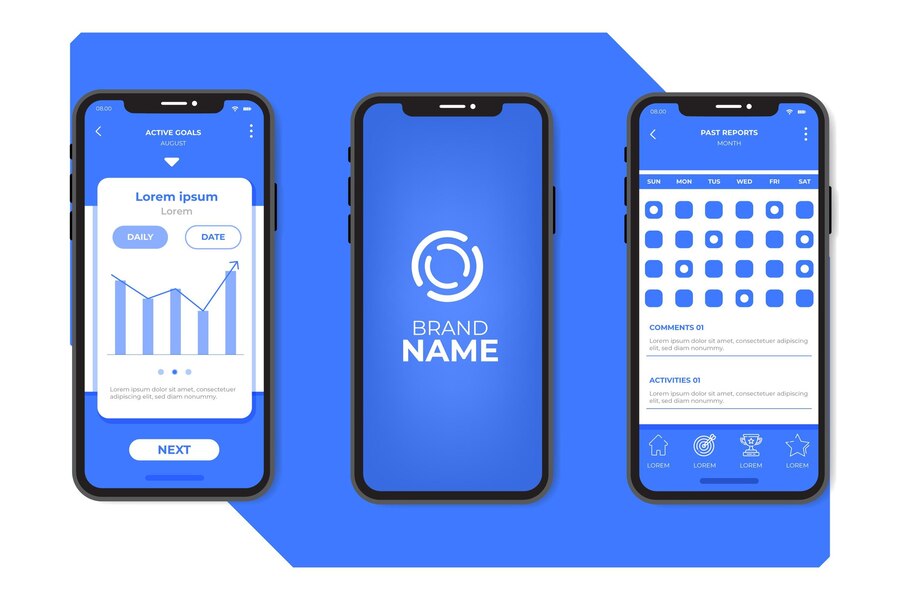 08.00
ACTIVE GOALS
AUGUST
Lorem ipsum
Lorem
DAILY
DATE
Lorem ipsum dolor sit amet, consectetuer
adipiscing elit, sed diam nonummy.
NEXT
BRAND
NAME
08.00
PAST REPORTS
MONTH
SUN MON TUS WED FRI SAT
COMMENTS 01
Lorem ipsum dolor sit amet, consectetuer adipiscing
elit, sed diam nonummy.
ACTIVITIES 01
Lorem ipsum dolor sit amet, consectetuer adipiscing
elit, sed diam nonummy.
LOREM LOREM LOREM LOREM